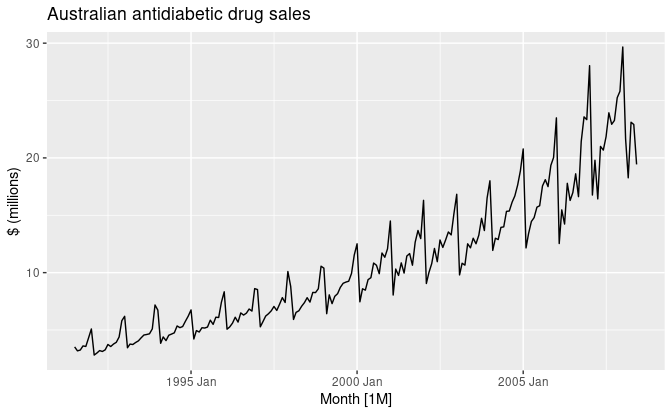 Australian antidiabetic drug sales
30
20
10
$ (millions)
1995 Jan
2000 Jan
2005 Jan
Month [1M]